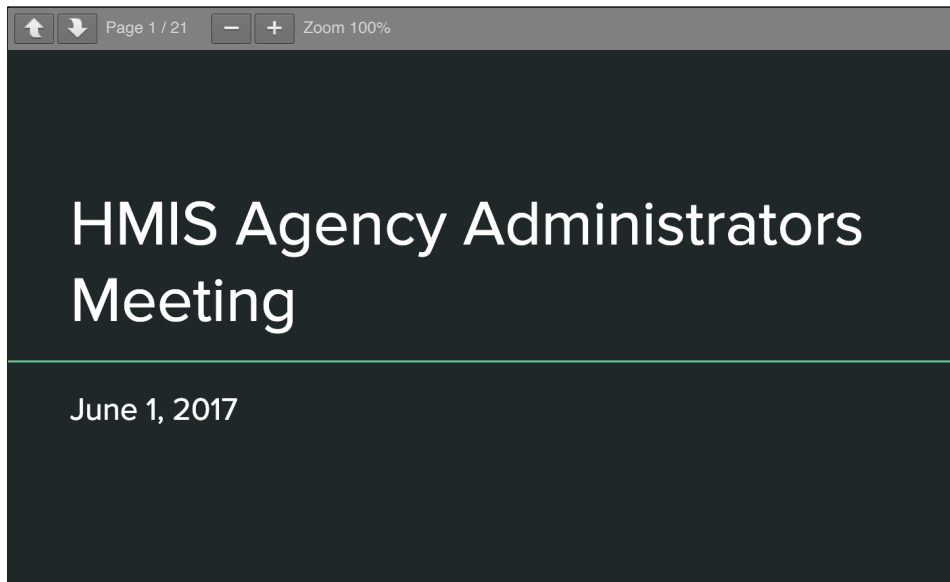 Page 1 / 21 Zoom 100%
HMIS Agency Administrators
Meeting
June 1, 2017